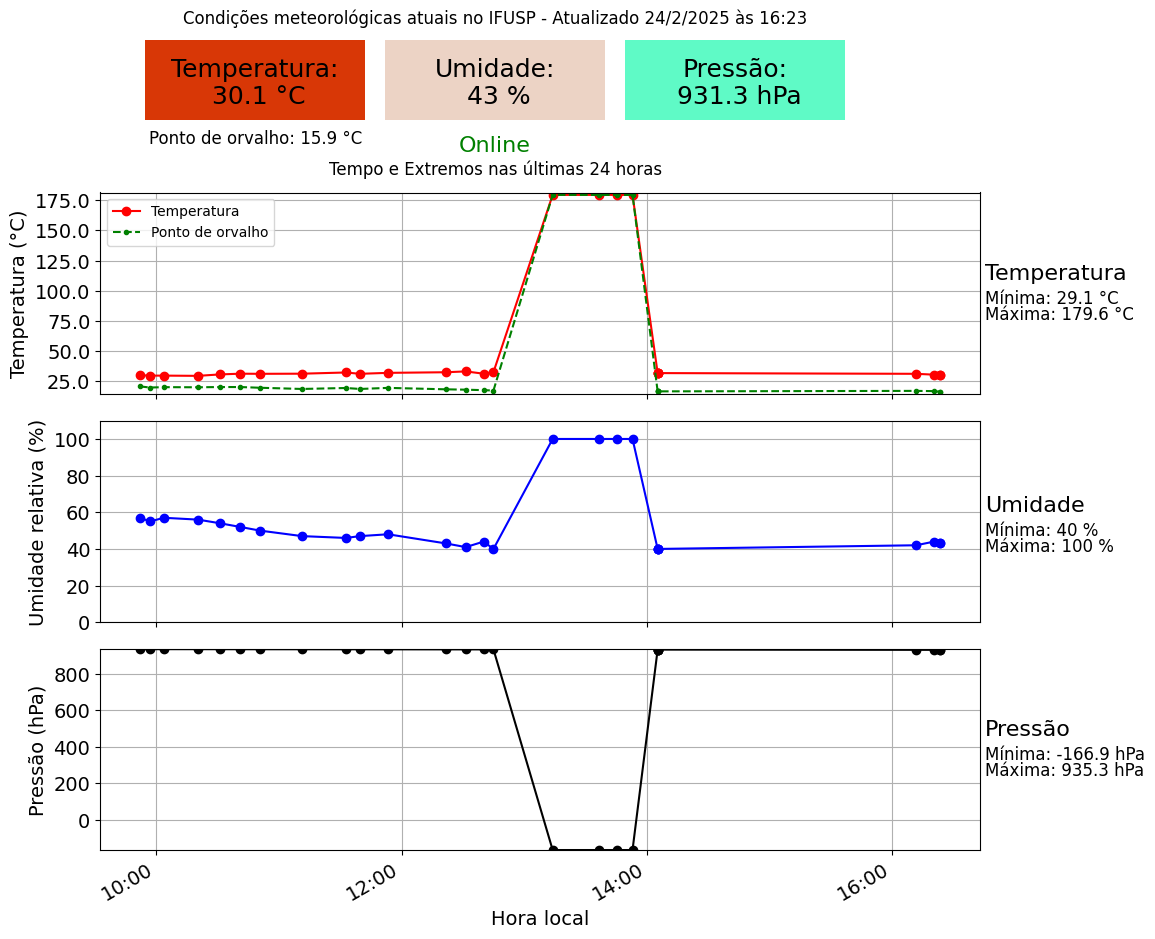 Condições meteorológicas atuais no IFUSP - Atualizado 24/2/2025 às 16:23
Temperatura:
30.1 °C
Umidade:
43 %
Pressão:
931.3 hPa
Ponto de orvalho: 15.9 °C
Online
Tempo e Extremos nas últimas 24 horas
Temperatura (°C)
175.0
150.0
125.0
100.0
75.0
50.0
25.0
Temperatura
Ponto de orvalho
Temperatura
Mínima: 29.1 °C
Máxima: 179.6 °C
Umidade relativa (%)
100
80
60
40
20
0
Umidade
Mínima: 40 %
Máxima: 100 %
Pressão (hPa)
800
600
400
200
0
Pressão
Mínima: -166.9 hPa
Máxima: 935.3 hPa
10:00
12:00
14:00
16:00
Hora local